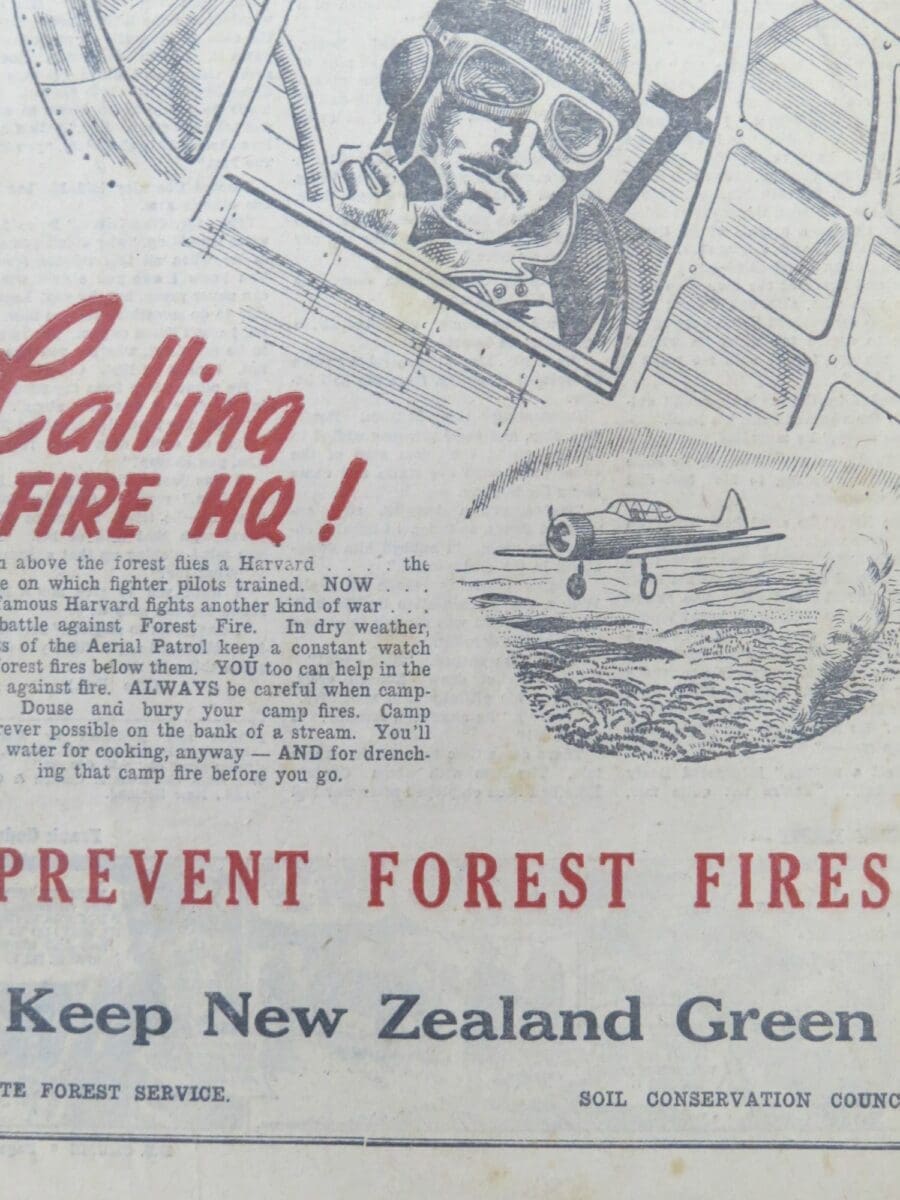 Calling
FIRE HQ !
above the forest flies a Harvard . . . . . the
on which fighter pilots trained. NOW . . .
famous Harvard fights another kind of war . . .
battle against Forest Fire. In dry weather,
of the Aerial Patrol keep a constant watch
forest fires below them. YOU too can help in the
against fire. ALWAYS be careful when camp-
Douse and bury your camp fires. Camp
possible on the bank of a stream. You'll
water for cooking, anyway — AND for drench-
ing that camp fire before you go.
PREVENT FOREST FIRES
Keep New Zealand Green
TE FOREST SERVICE.
SOIL CONSERVATION COUNC